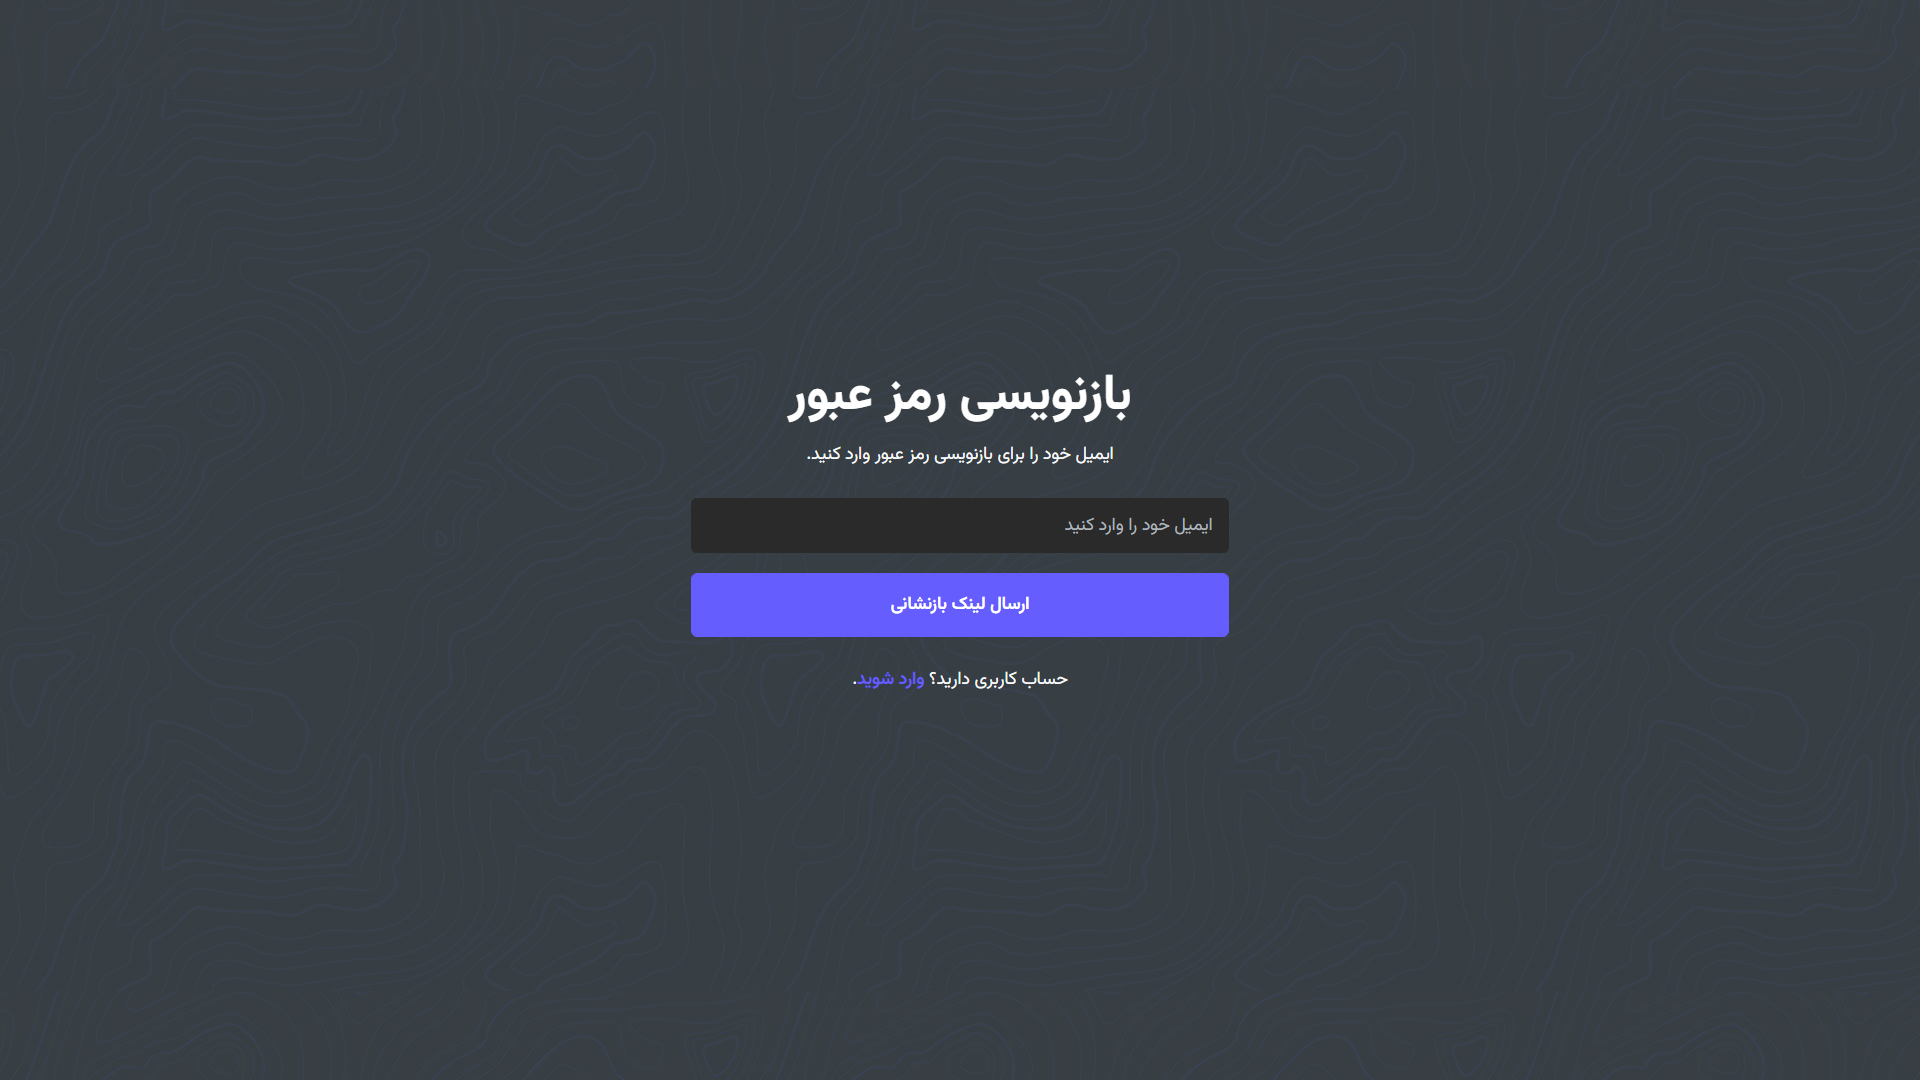 بازنویسی رمز عبور
ایمیل خود را برای بازنویسی رمز عبور وارد کنید.
ایمیل خود را وارد کنید
ارسال لینک بازنشانی
حساب کاربری دارید؟ وارد شوید.